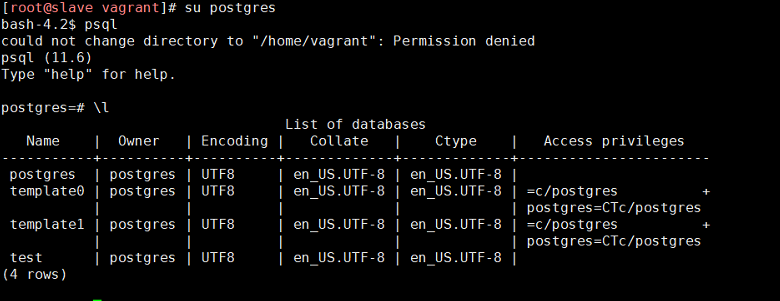 [root@slave vagrant]# su postgres
bash-4.2$ psql
could not change directory to "/home/vagrant": Permission denied
psql (11.6)
Type "help" for help.

postgres=# \l
                                  List of databases
   Name    |  Owner   | Encoding |   Collate   |    Ctype    |   Access privileges
-----------+----------+----------+-------------+-------------+-----------------------
 postgres  | postgres | UTF8     | en_US.UTF-8 | en_US.UTF-8 |
 template0 | postgres | UTF8     | en_US.UTF-8 | en_US.UTF-8 | =c/postgres          +
           |          |          |             |             | postgres=CTc/postgres
 template1 | postgres | UTF8     | en_US.UTF-8 | en_US.UTF-8 | =c/postgres          +
           |          |          |             |             | postgres=CTc/postgres
 test      | postgres | UTF8     | en_US.UTF-8 | en_US.UTF-8 |
(4 rows)